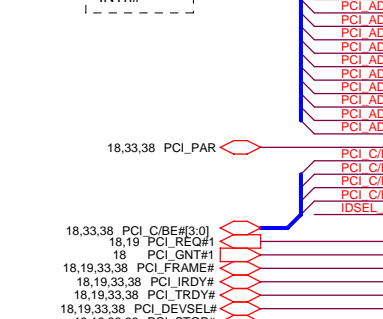 PCI_AD
PCI_AD
PCI_AD
PCI_AD
PCI_AD
PCI_AD
PCI_AD
PCI_AD
PCI_AD
PCI_AD
18,33,38 PCI_PAR
PCI_C/
PCI_C/
PCI_C/
PCI_C/
IDSEL_
18,33,38 PCI_C/BE#[3:0]
18,19 PCI_REQ#1
18 PCI_GNT#1
18,19,33,38 PCI_FRAME#
18,19,33,38 PCI_IRDY#
18,19,33,38 PCI_TRDY#
18,19,33,38 PCI_DEVSEL#